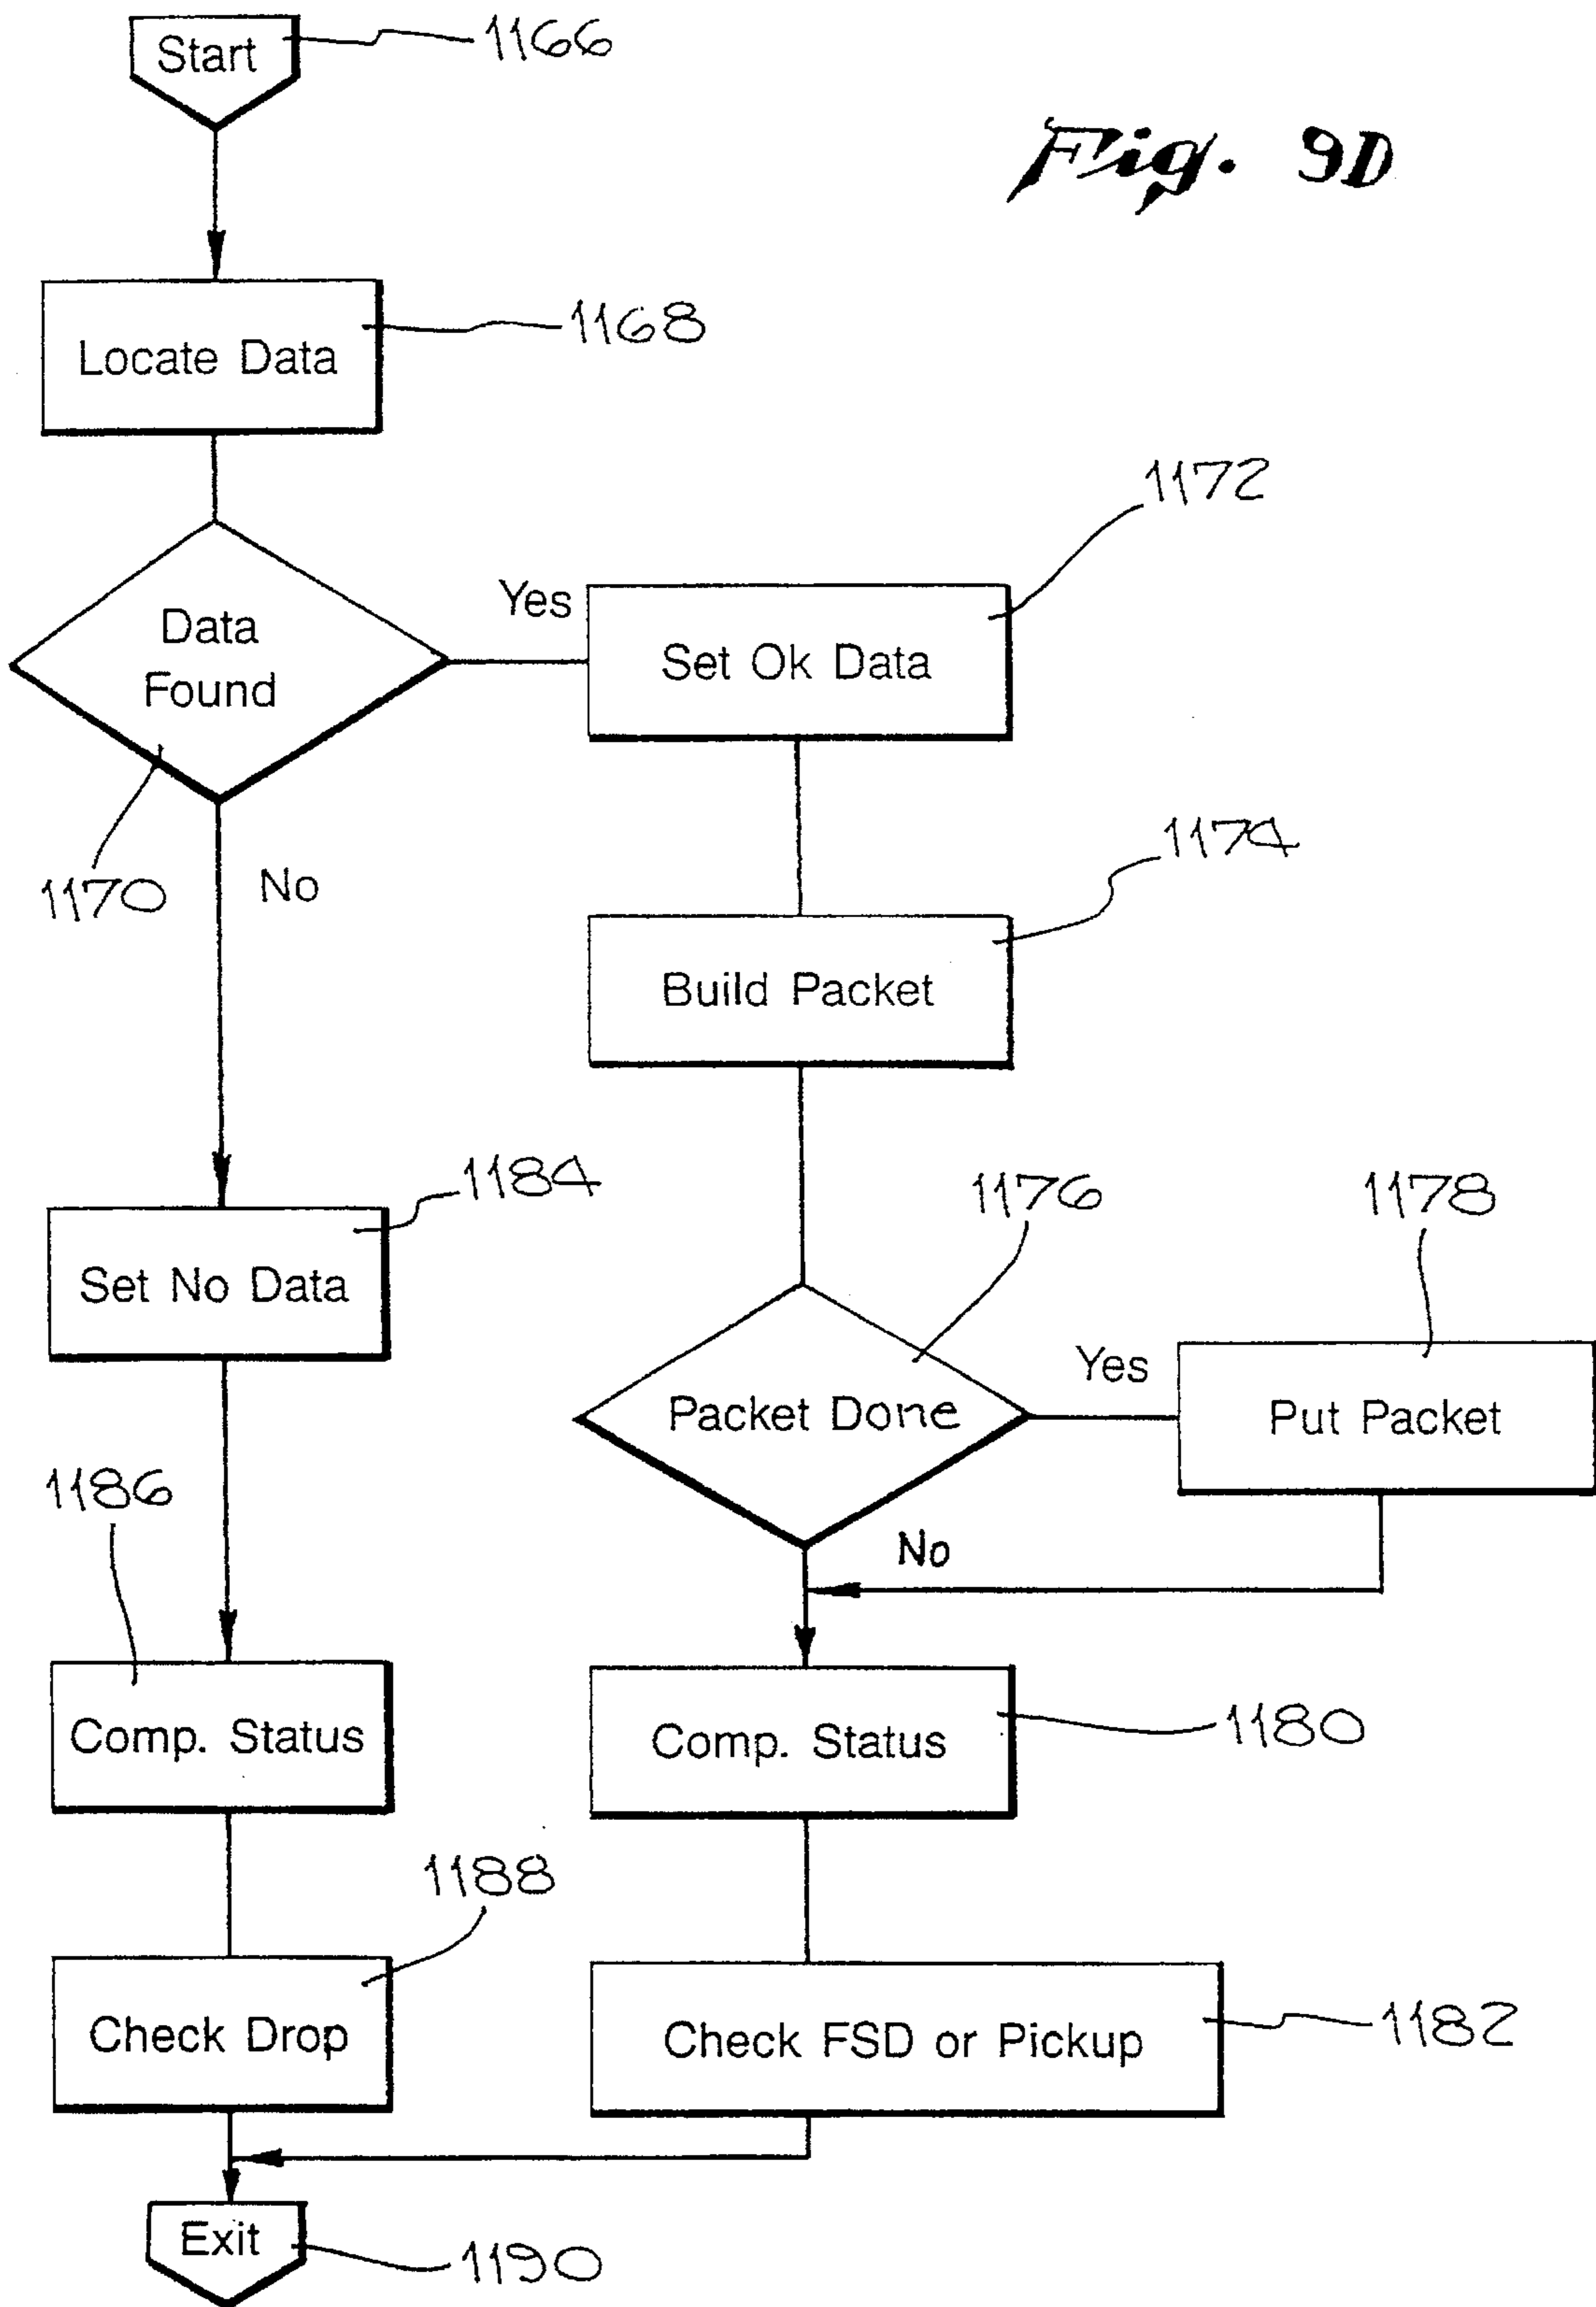 Start
1166
Fig. 9D
Locate Data
1168
1172
Data
Found
Yes
Set Ok Data
1170
No
1174
Build Packet
1184
Set No Data
1176
1178
Packet Done
Yes
Put Packet
No
1186
Comp. Status
Comp. Status
1180
1188
Check Drop
Check FSD or Pickup
1182
Exit
1190